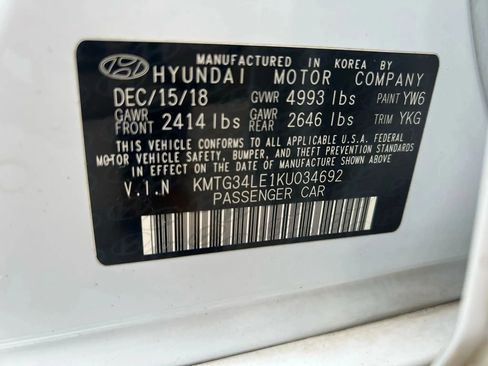 MANUFACTURED IN KOREA BY
HYUNDAI MOTOR COMPANY
DEC/15/18 GVWR 4993 lbs PAINT YW6
GAWR FRONT 2414 lbs GAWR REAR 2646 lbs TRIM YKG
THIS VEHICLE CONFORMS TO ALL APPLICABLE U.S.A. FEDERAL
MOTOR VEHICLE SAFETY, BUMPER, AND THEFT PREVENTION STANDARDS
IN EFFECT ON THE DATE OF MANUFACTURE SHOWN ABOVE.
V.I.N KMTG34LE1KU034692
PASSENGER CAR